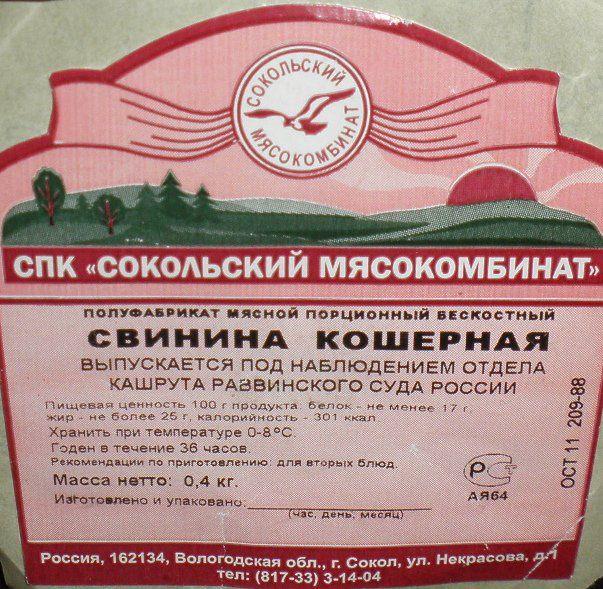 СОКОЛЬСКИЙ
МЯСОКОМБИНАТ
СПК «СОКОЛЬСКИЙ МЯСОКОМБИНАТ»
ПОЛУФАБРИКАТ МЯСНОЙ ПОРЦИОННЫЙ БЕСКОСТНЫЙ
СВИНИНА КОШЕРНАЯ
ВЫПУСКАЕТСЯ ПОД НАБЛЮДЕНИЕМ ОТДЕЛА
КАШРУТА РАВВИНСКОГО СУДА РОССИИ
Пищевая ценность 100 г продукта: белок - не менее 17 г.
жир - не более 25 г, калорийность - 301 ккал
Хранить при температуре 0-8°С.
Годен в течение 36 часов.
Рекомендации по приготовлению: для вторых блюд.
Масса нетто: 0,4 кг.
Изготовлено и упаковано:
(час, день, месяц)
РСТ
АЯ64
ОСТ 11 209-88
Россия, 162134, Вологодская обл., г. Сокол, ул. Некрасова, д.1
тел: (817-33) 3-14-04